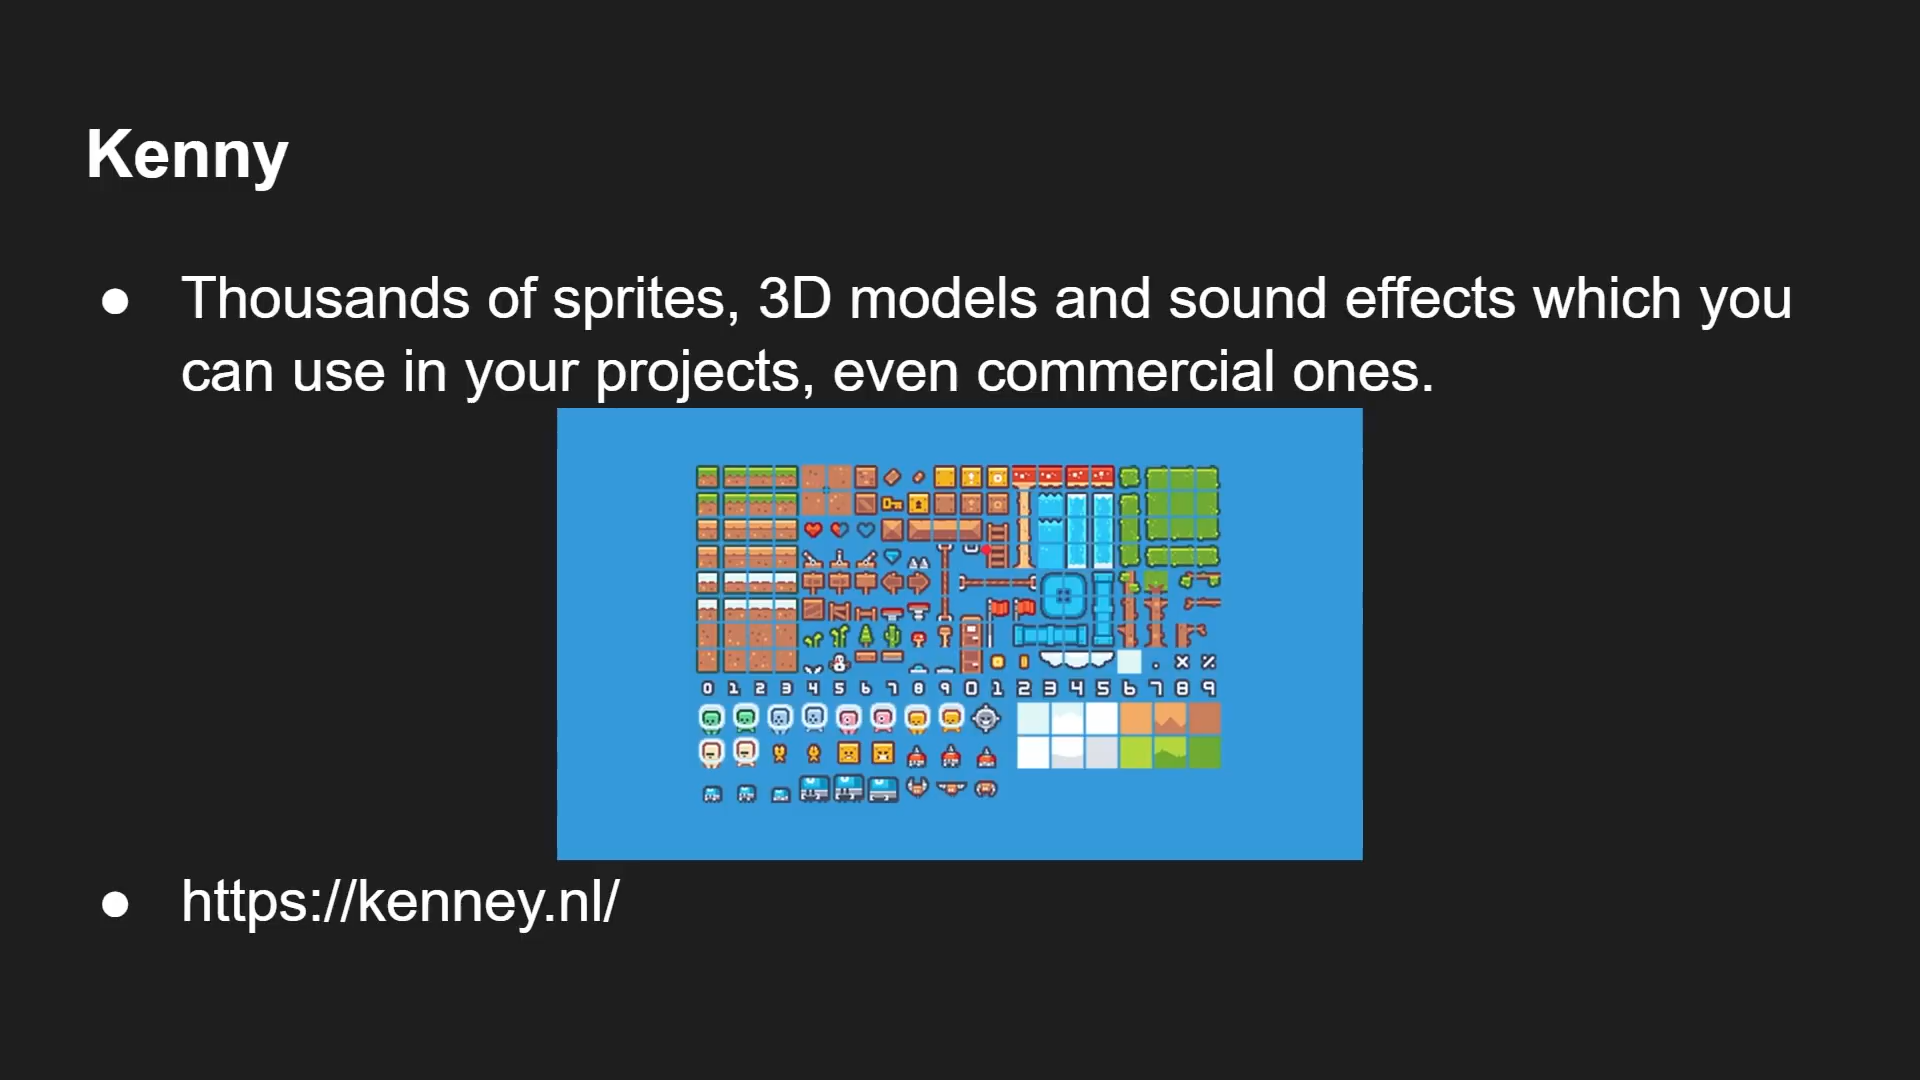 Kenny
● Thousands of sprites, 3D models and sound effects which you
can use in your projects, even commercial ones.
0 1 2 3 4 5 6 7 8 9 0 1 2 3 4 5 6 7 8 9
● https://kenney.nl/